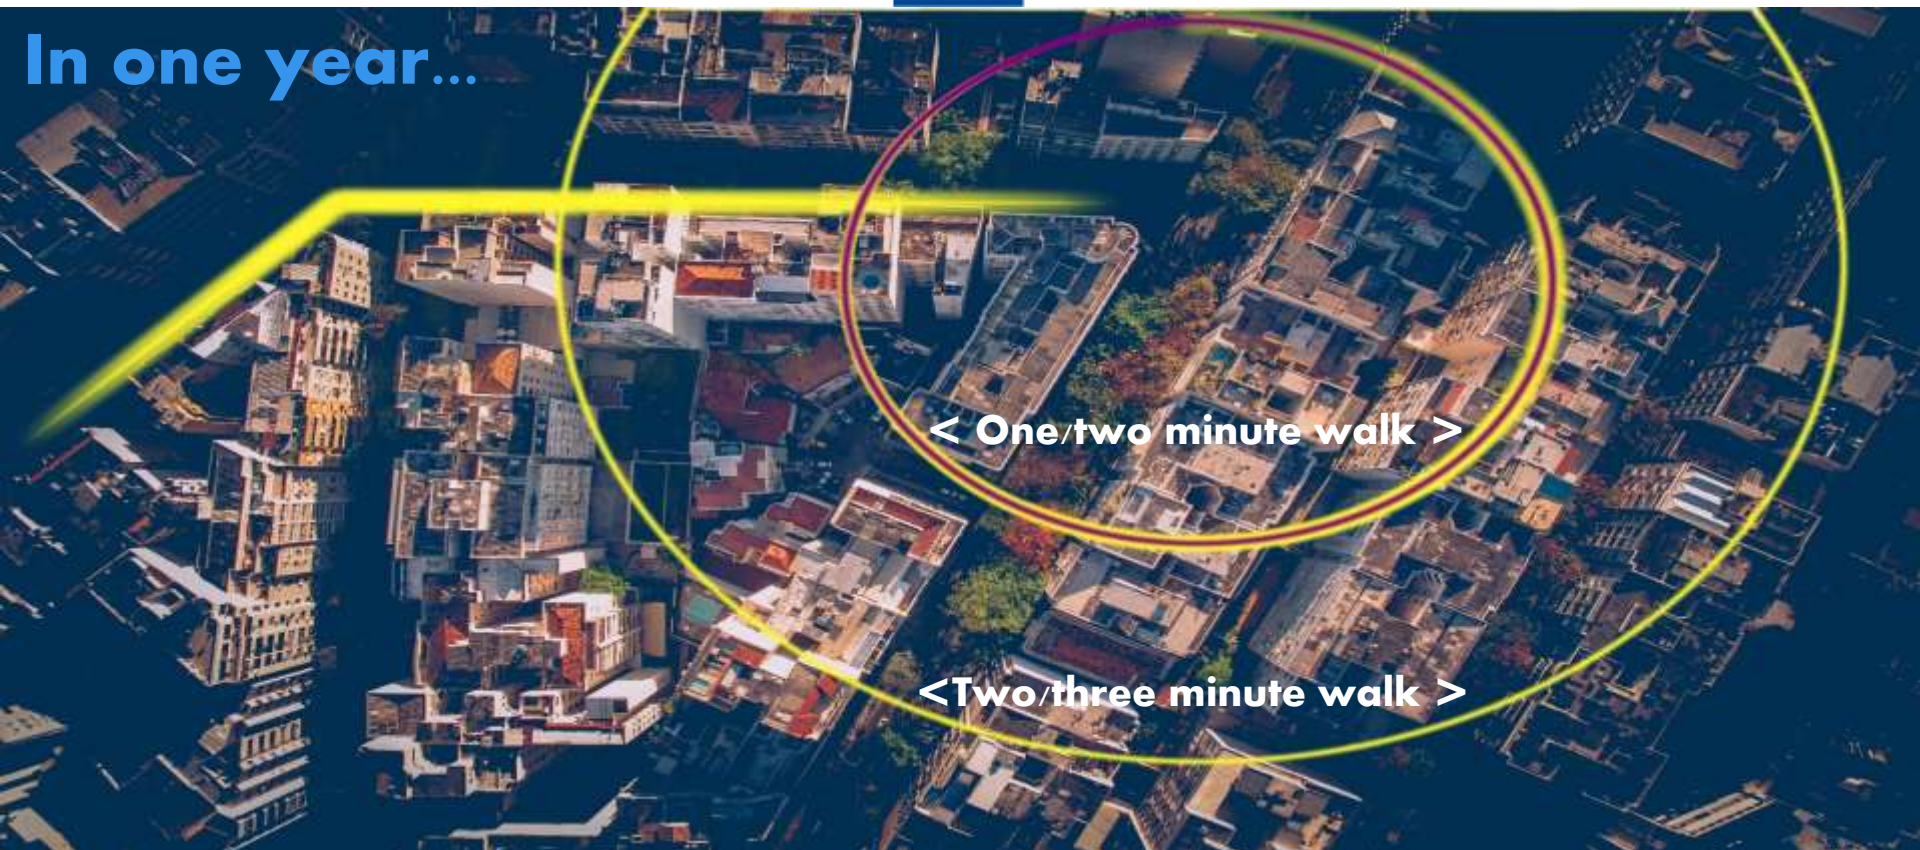 In one year...
< One/two minute walk >
<Two/three minute walk >